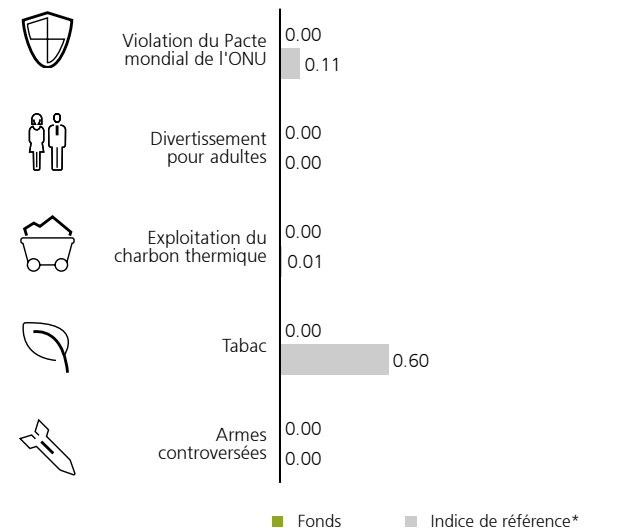 Violation du Pacte
mondial de l'ONU
0.00
0.11
Divertissement
pour adultes
0.00
0.00
Exploitation du
charbon thermique
0.00
0.01
Tabac
0.00
0.60
Armes
controversées
0.00
0.00
Fonds
Indice de référence*